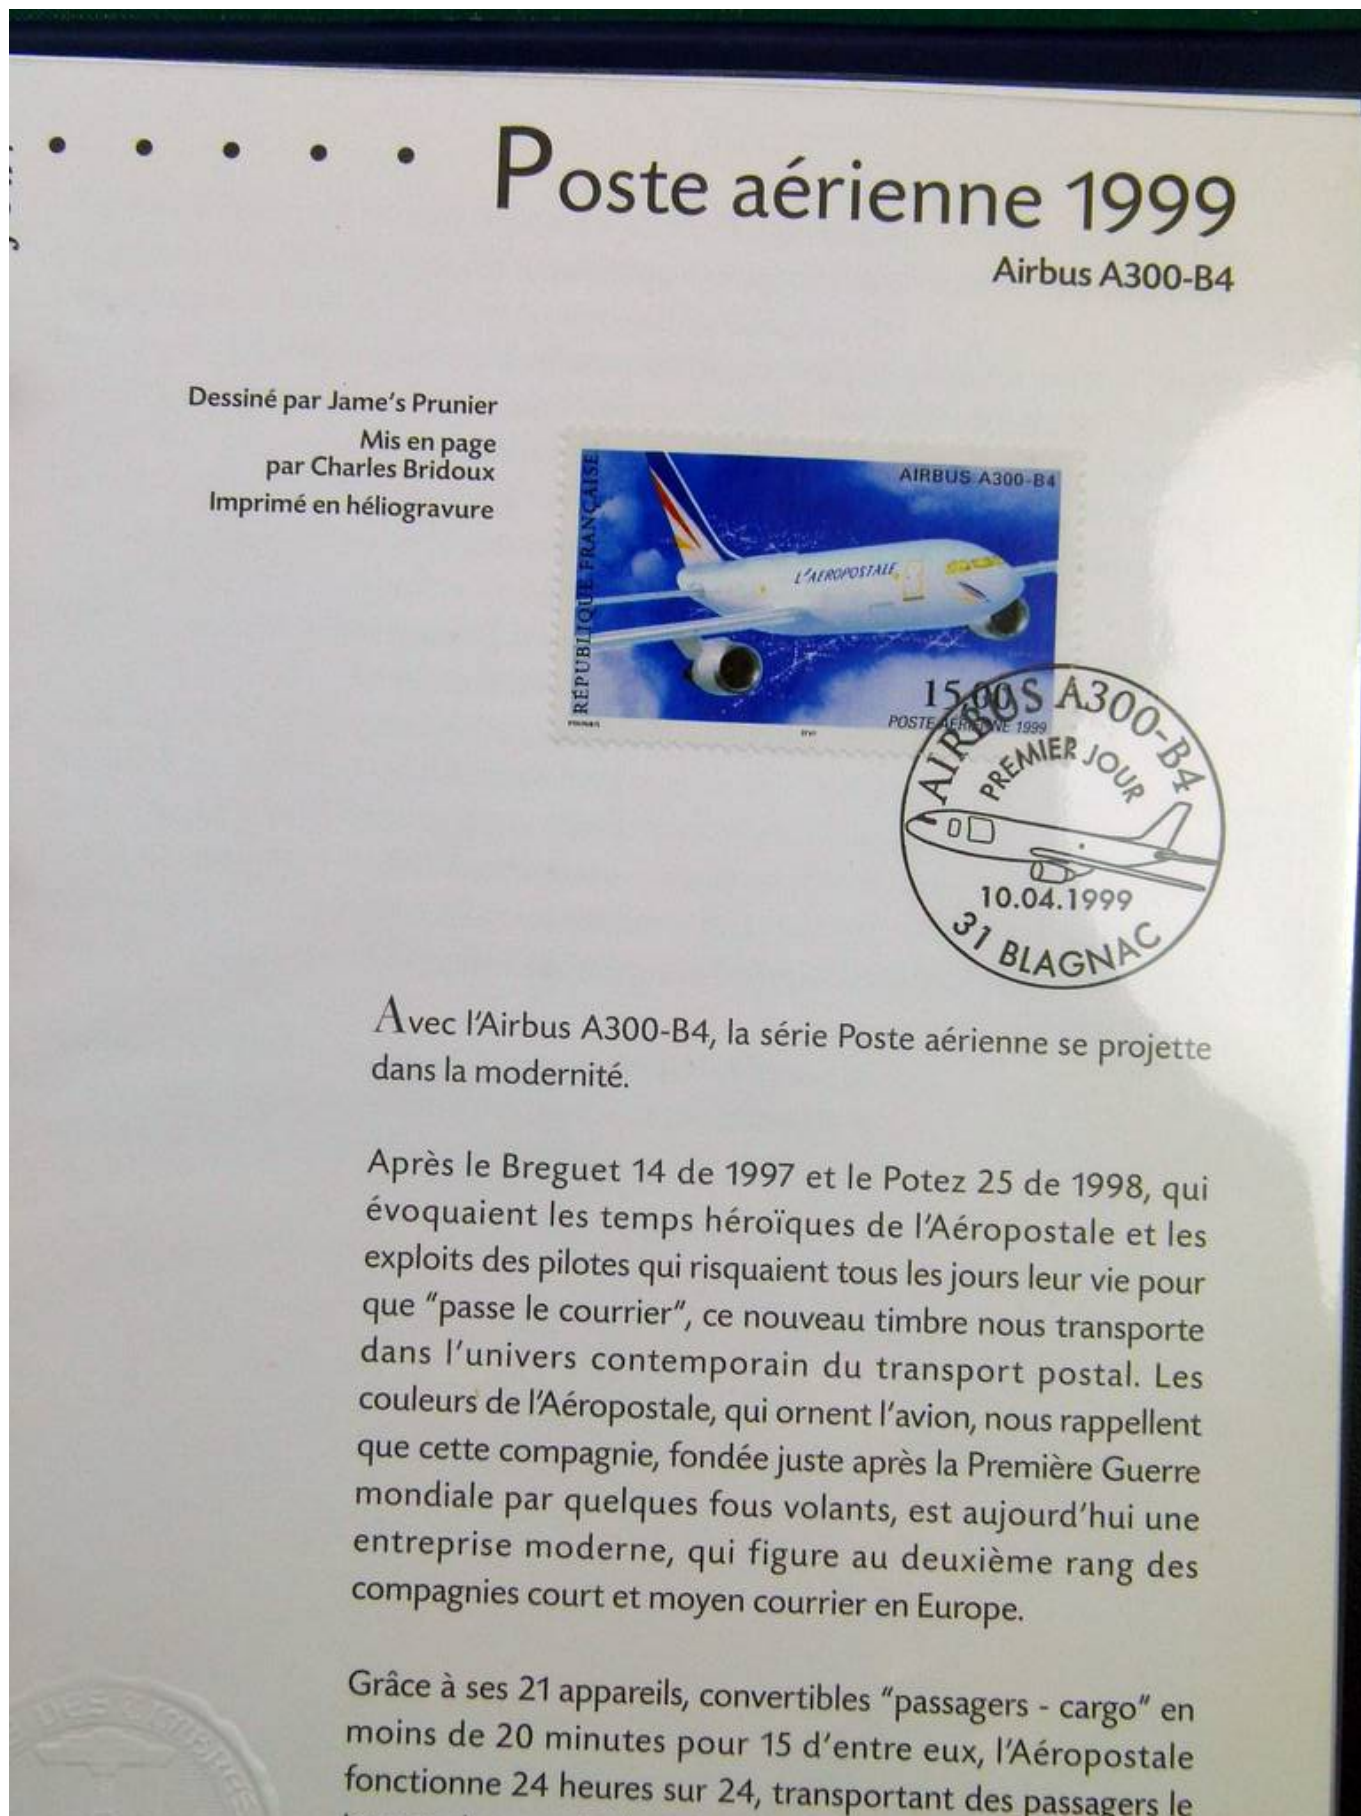 Poste aérienne 1999
Airbus A300-B4
Dessiné par Jame's Prunier
Mis en page
par Charles Bridoux
Imprimé en héliogravure
RÉPUBLIQUE FRANÇAISE
AIRBUS A300-B4
L'AEROPOSTALE
15,00
POSTE AÉRIENNE 1999
AIRBUS A300-B4
PREMIER JOUR
10.04.1999
31 BLAGNAC
Avec l'Airbus A300-B4, la série Poste aérienne se projette
dans la modernité.
Après le Breguet 14 de 1997 et le Potez 25 de 1998, qui
évoquaient les temps héroïques de l'Aéropostale et les
exploits des pilotes qui risquaient tous les jours leur vie pour
que "passe le courrier", ce nouveau timbre nous transporte
dans l'univers contemporain du transport postal. Les
couleurs de l'Aéropostale, qui ornent l'avion, nous rappellent
que cette compagnie, fondée juste après la Première Guerre
mondiale par quelques fous volants, est aujourd'hui une
entreprise moderne, qui figure au deuxième rang des
compagnies court et moyen courrier en Europe.
Grâce à ses 21 appareils, convertibles "passagers - cargo" en
moins de 20 minutes pour 15 d'entre eux, l'Aéropostale
fonctionne 24 heures sur 24, transportant des passagers le
DES TIMBRES